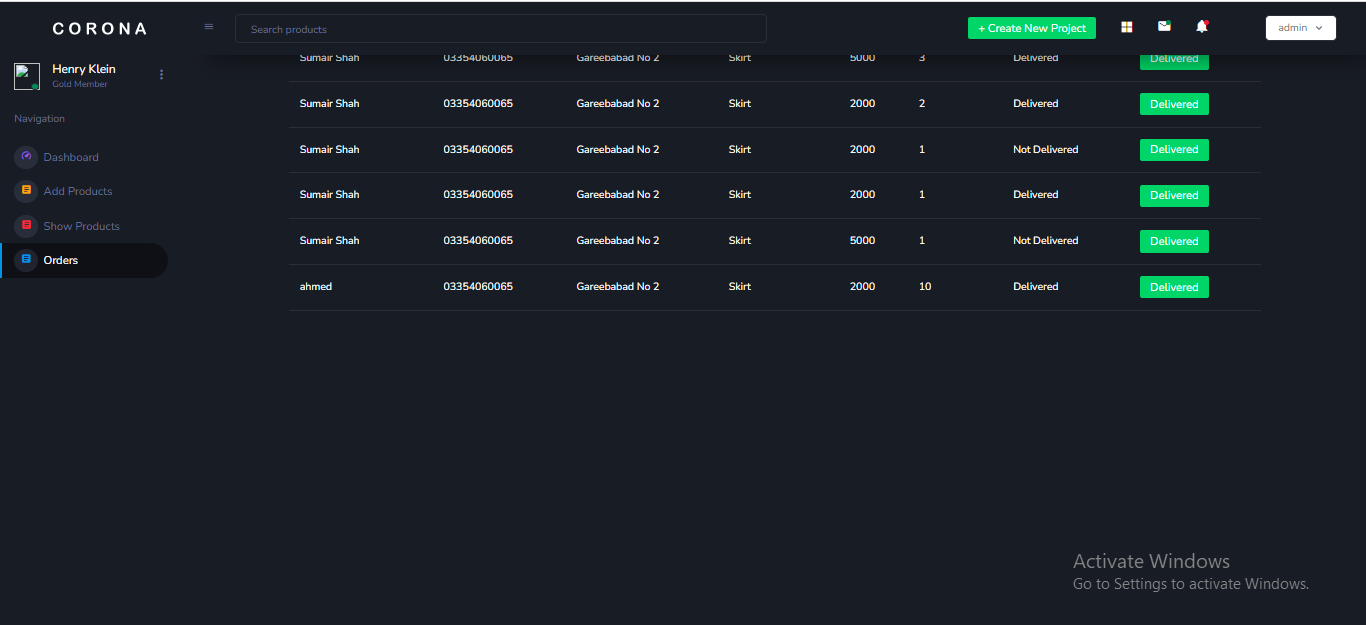 CORONA
Search products
+ Create New Project
admin
Henry Klein
Gold Member
Navigation
Dashboard
Add Products
Show Products
Orders
Sumair Shah 03354060065 Gareebabad No 2 Skirt 5000 3 Delivered Delivered
Sumair Shah 03354060065 Gareebabad No 2 Skirt 2000 2 Delivered Delivered
Sumair Shah 03354060065 Gareebabad No 2 Skirt 2000 1 Not Delivered Delivered
Sumair Shah 03354060065 Gareebabad No 2 Skirt 2000 1 Delivered Delivered
Sumair Shah 03354060065 Gareebabad No 2 Skirt 5000 1 Not Delivered Delivered
ahmed 03354060065 Gareebabad No 2 Skirt 2000 10 Delivered Delivered
Activate Windows
Go to Settings to activate Windows.